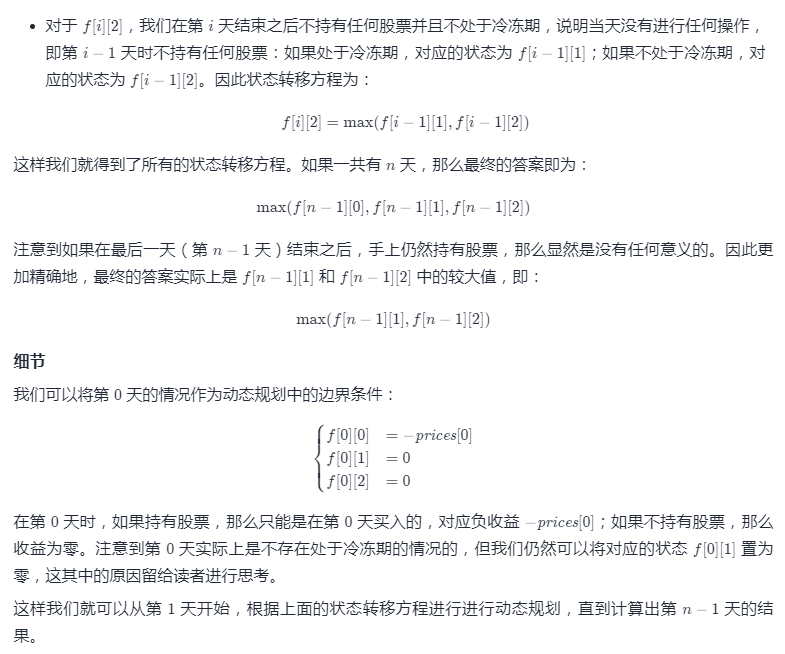 • 对于 f[i][2]，我们在第 i 天结束之后不持有任何股票并且不处于冷冻期，说明当天没有进行任何操作，
即第 i − 1 天时不持有任何股票：如果处于冷冻期，对应的状态为 f[i − 1][1]；如果不处于冷冻期，对
应的状态为 f[i − 1][2]。因此状态转移方程为：
f[i][2] = max(f[i − 1][1], f[i − 1][2])
这样我们就得到了所有的状态转移方程。如果一共有 n 天，那么最终的答案即为：
max(f[n − 1][0], f[n − 1][1], f[n − 1][2])
注意到如果在最后一天（第 n − 1 天）结束之后，手上仍然持有股票，那么显然是没有任何意义的。因此更
加精确地，最终的答案实际上是 f[n − 1][1] 和 f[n − 1][2] 中的较大值，即：
max(f[n − 1][1], f[n − 1][2])
细节
我们可以将第 0 天的情况作为动态规划中的边界条件：
f[0][0] = −prices[0]
f[0][1] = 0
f[0][2] = 0
在第 0 天时，如果持有股票，那么只能是在第 0 天买入的，对应负收益 −prices[0]；如果不持有股票，那么
收益为零。注意到第 0 天实际上是不存在处于冷冻期的情况的，但我们仍然可以将对应的状态 f[0][1] 置为
零，这其中的原因留给读者进行思考。
这样我们就可以从第 1 天开始，根据上面的状态转移方程进行进行动态规划，直到计算出第 n − 1 天的结
果。